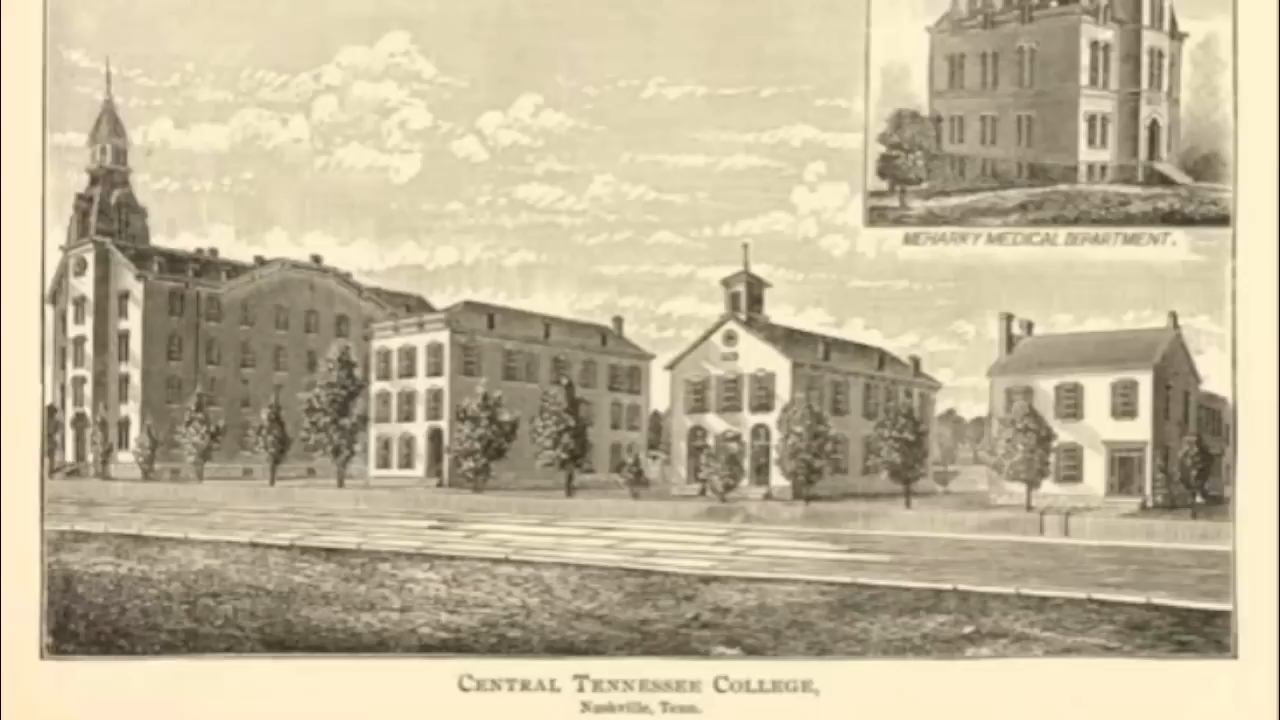 MEHARRY MEDICAL DEPARTMENT.
CENTRAL TENNESSEE COLLEGE,
Nashville, Tenn.